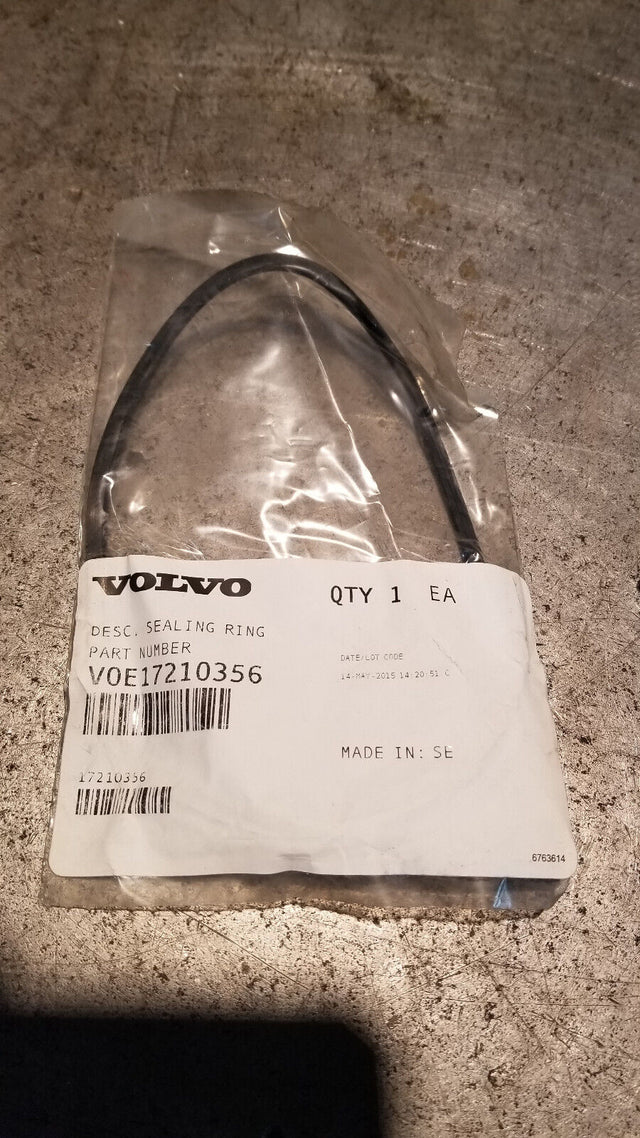 VOLVO
QTY 1 EA
DESC. SEALING RING
PART NUMBER
VOE17210356
DATE/LOT CODE
14-MAY-2015 14:20:51 C
MADE IN: SE
17210356
6763614